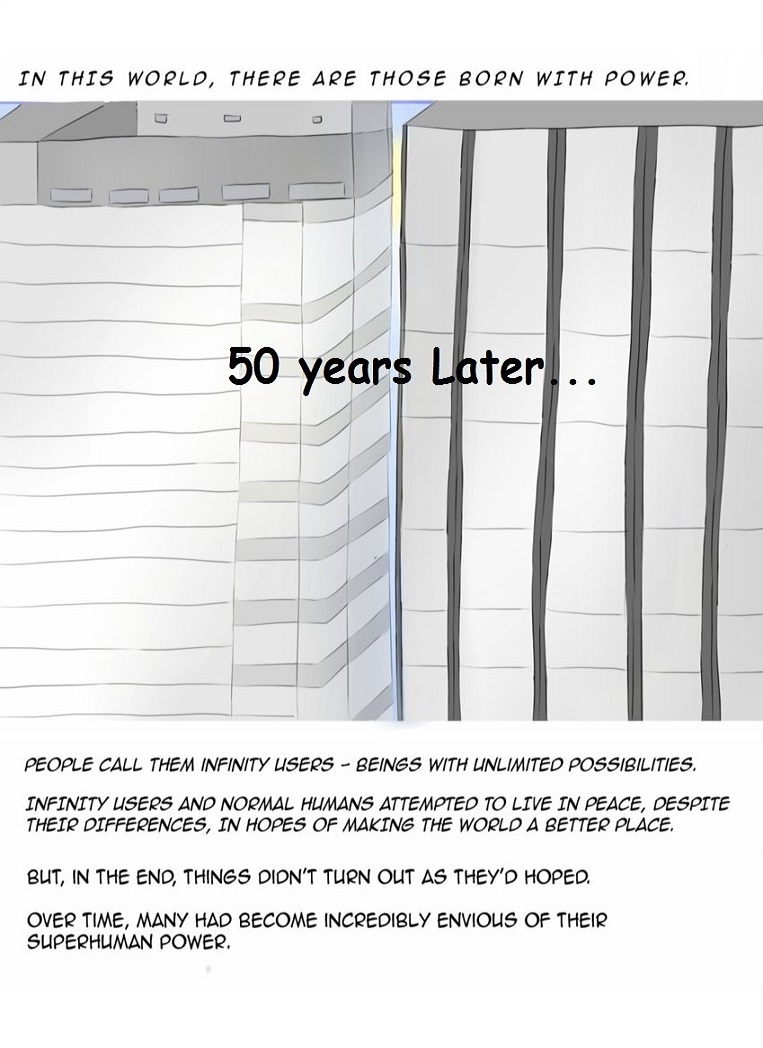 IN THIS WORLD, THERE ARE THOSE BORN WITH POWER.
50 years Later...
PEOPLE CALL THEM INFINITY USERS - BEINGS WITH UNLIMITED POSSIBILITIES.
INFINITY USERS AND NORMAL HUMANS ATTEMPTED TO LIVE IN PEACE, DESPITE
THEIR DIFFERENCES, IN HOPES OF MAKING THE WORLD A BETTER PLACE.
BUT, IN THE END, THINGS DIDN'T TURN OUT AS THEY'D HOPED.
OVER TIME, MANY HAD BECOME INCREDIBLY ENVIOUS OF THEIR
SUPERHUMAN POWER.